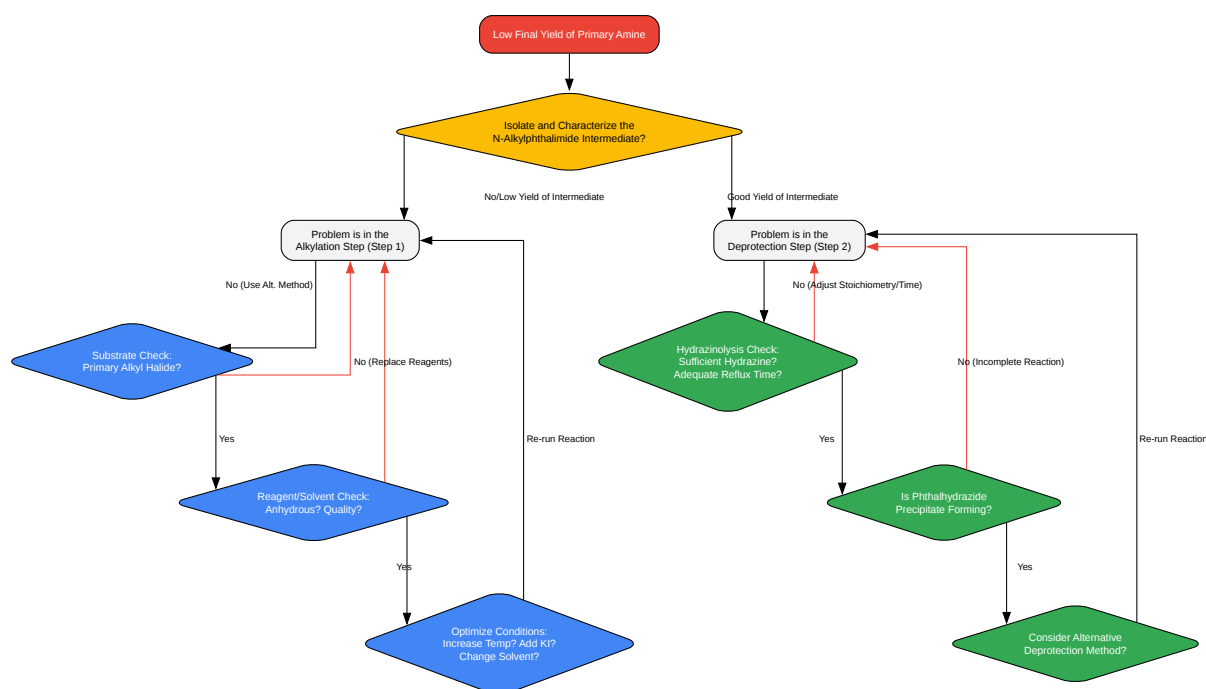 Low Final Yield of Primary Amine
Isolate and Characterize the
N-Alkylphthalimide Intermediate?
No/Low Yield of Intermediate
Good Yield of Intermediate
Problem is in the
Alkylation Step (Step 1)
Problem is in the
Deprotection Step (Step 2)
No (Use Alt. Method)
No (Adjust Stoichiometry/Time)
Substrate Check:
Primary Alkyl Halide?
No (Replace Reagents)
Hydrazinolysis Check:
Sufficient Hydrazine?
Adequate Reflux Time?
No (Incomplete Reaction)
Yes
Re-run Reaction
Yes
Re-run Reaction
Reagent/Solvent Check:
Anhydrous? Quality?
Is Phthalhydrazide
Precipitate Forming?
Yes
Yes
Optimize Conditions:
Increase Temp? Add KI?
Change Solvent?
Consider Alternative
Deprotection Method?